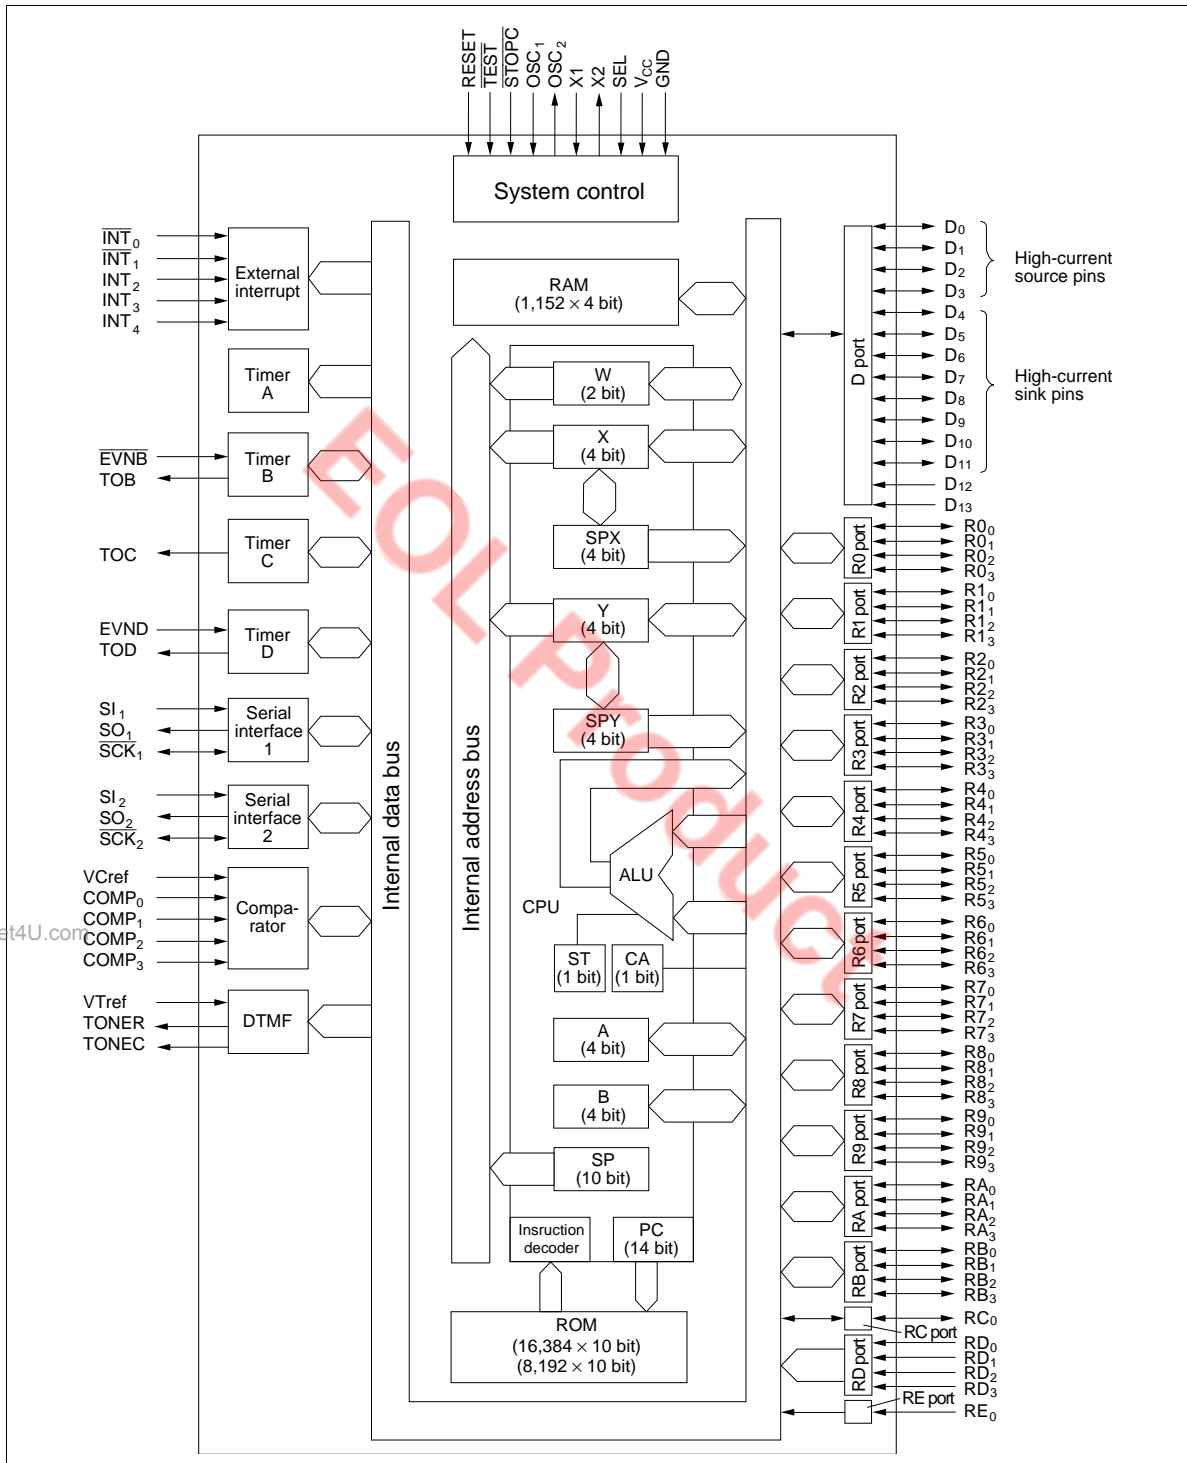 RESET
TEST
STOPC
OSC1
OSC2
X1
X2
SEL
VCC
GND
System control
INT0
INT1
INT2
INT3
INT4
External
interrupt
Timer
A
EVNB
TOB
Timer
B
TOC
Timer
C
EVND
TOD
Timer
D
SI1
SO1
SCK1
Serial
interface
1
SI2
SO2
SCK2
Serial
interface
2
VCref
COMP0
COMP1
COMP2
COMP3
Compa-
rator
VTref
TONER
TONEC
DTMF
Internal data bus
Internal address bus
RAM
(1,152 × 4 bit)
W
(2 bit)
X
(4 bit)
SPX
(4 bit)
Y
(4 bit)
SPY
(4 bit)
ALU
CPU
ST
(1 bit)
CA
(1 bit)
A
(4 bit)
B
(4 bit)
SP
(10 bit)
Insruction
decoder
PC
(14 bit)
ROM
(16,384 × 10 bit)
(8,192 × 10 bit)
D port
D0
D1
D2
D3
D4
D5
D6
D7
D8
D9
D10
D11
D12
D13
High-current
source pins
High-current
sink pins
R0 port
R00
R01
R02
R03
R1 port
R10
R11
R12
R13
R2 port
R20
R21
R22
R23
R3 port
R30
R31
R32
R33
R4 port
R40
R41
R42
R43
R5 port
R50
R51
R52
R53
R6 port
R60
R61
R62
R63
R7 port
R70
R71
R72
R73
R8 port
R80
R81
R82
R83
R9 port
R90
R91
R92
R93
RA port
RA0
RA1
RA2
RA3
RB port
RB0
RB1
RB2
RB3
RC0
RC port
RD port
RD0
RD1
RD2
RD3
RE port
RE0
EOL Product
et4U.com